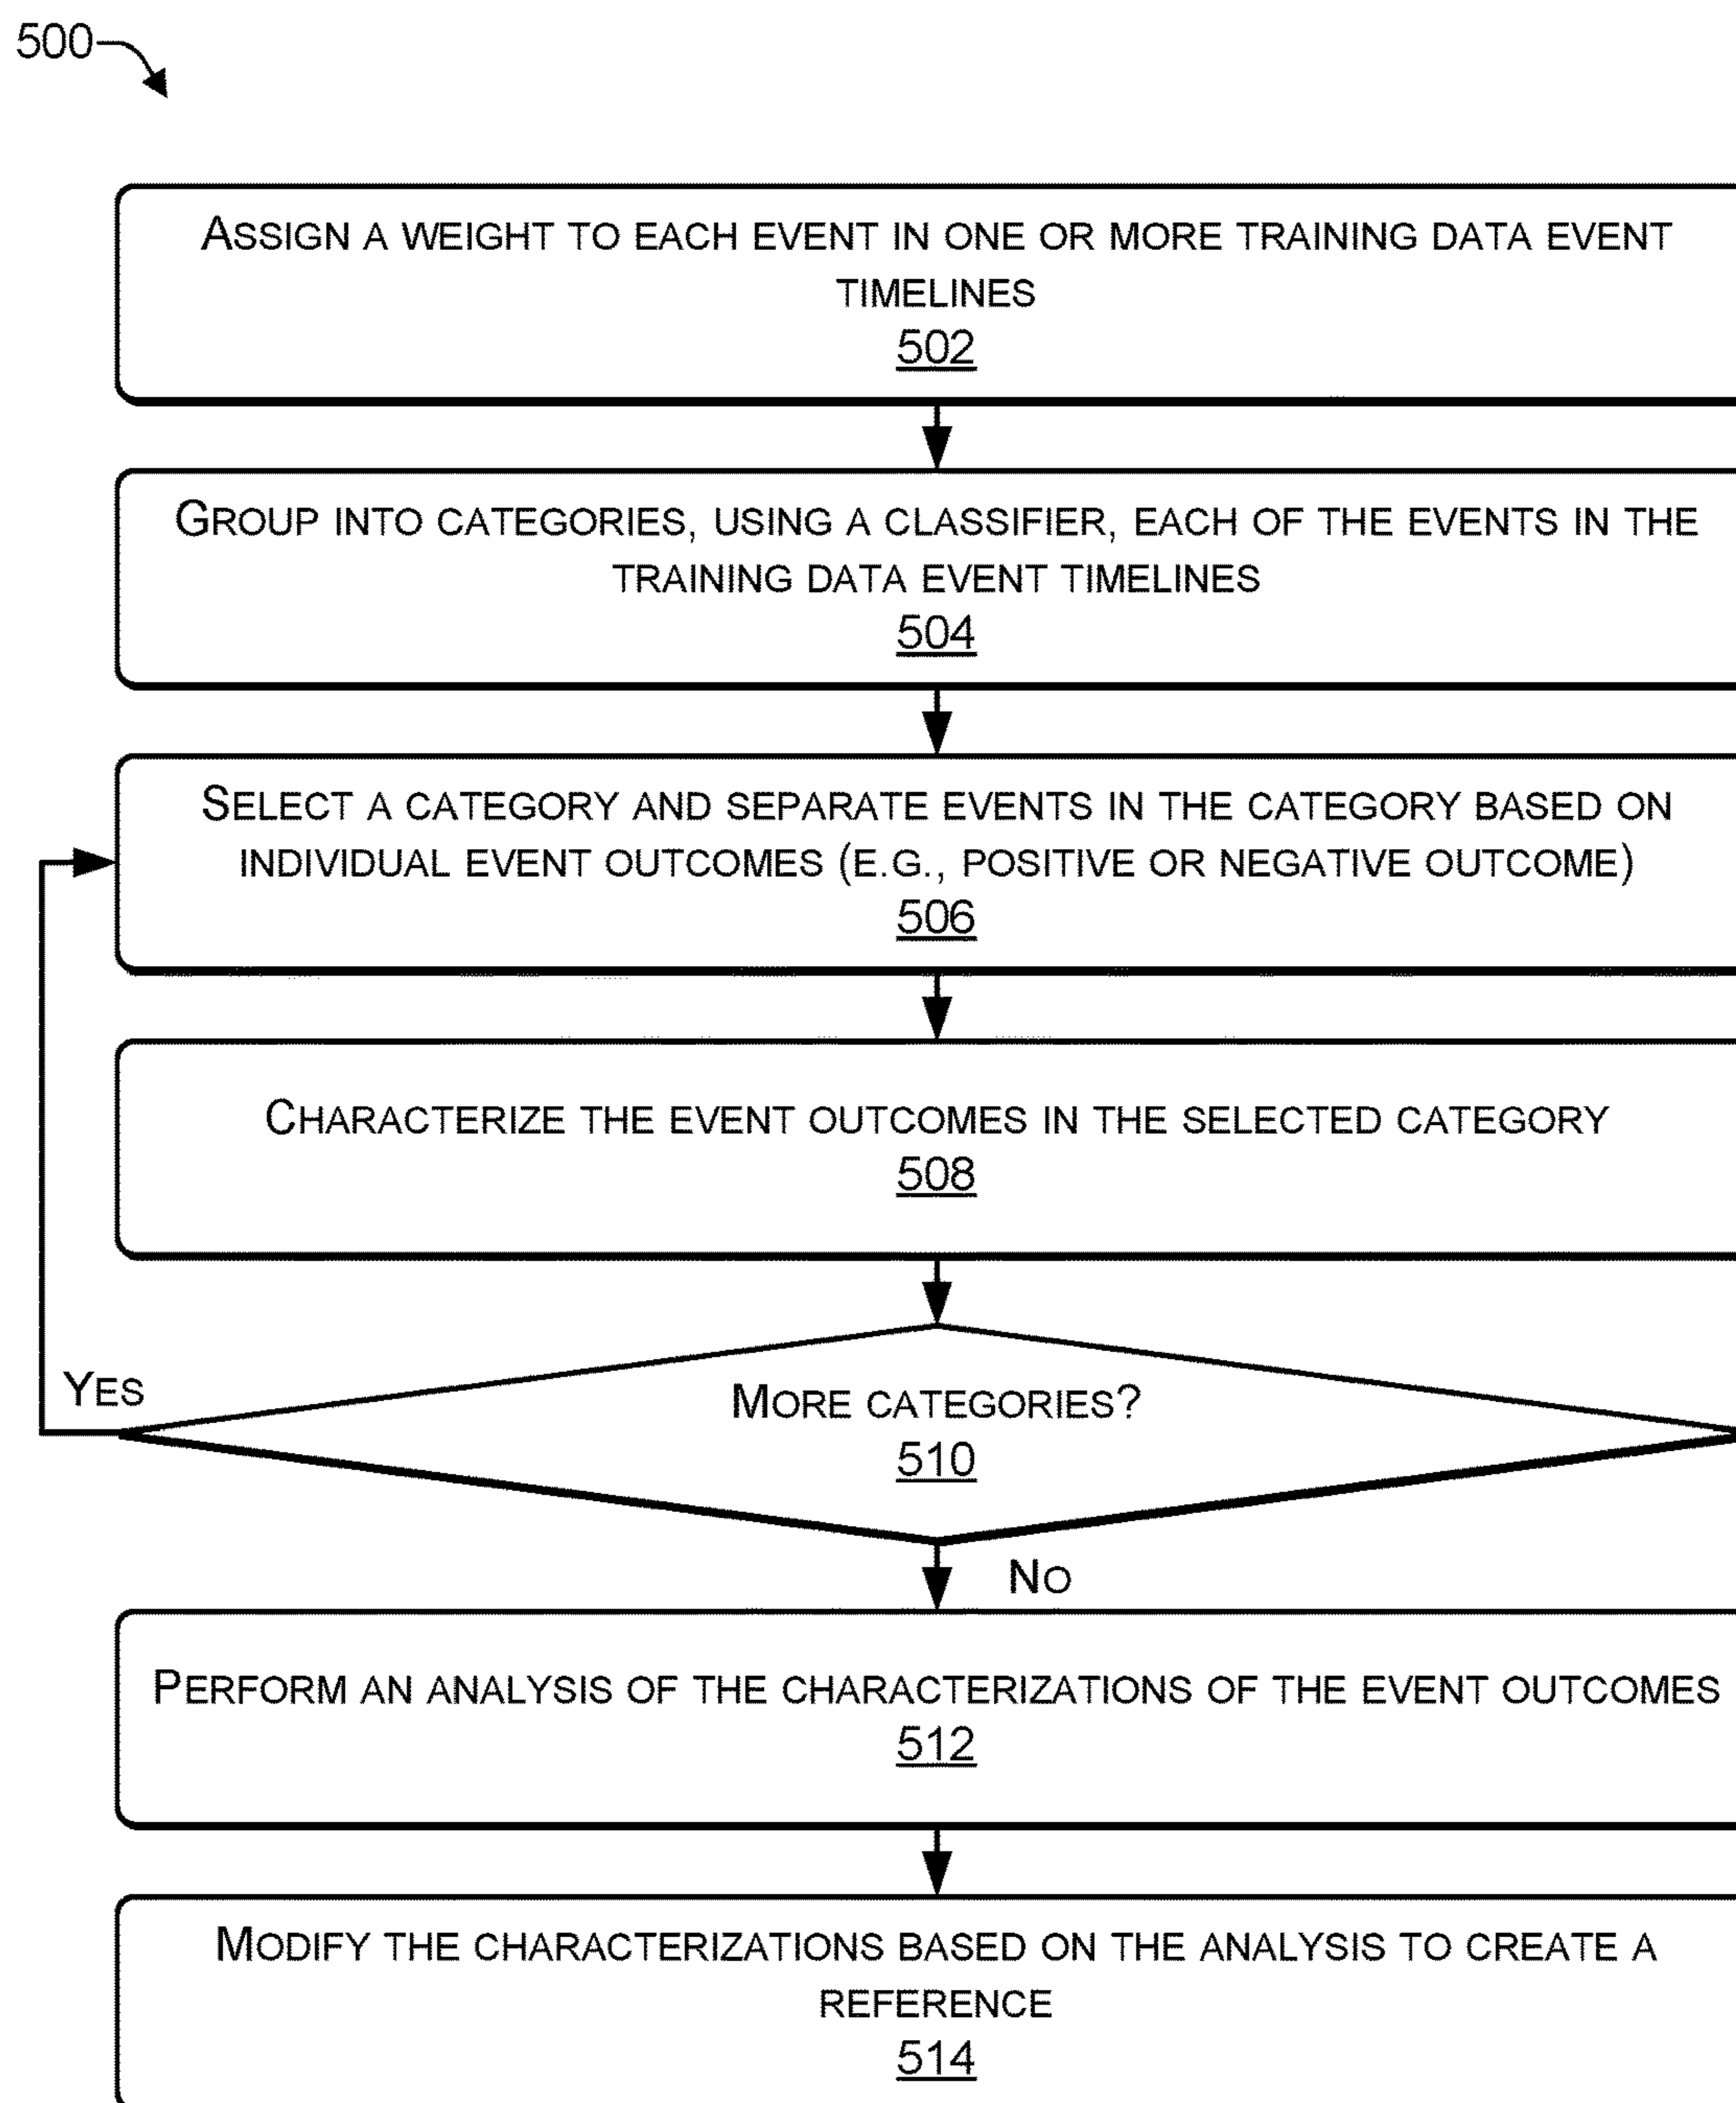 500
ASSIGN A WEIGHT TO EACH EVENT IN ONE OR MORE TRAINING DATA EVENT
TIMELINES
502
GROUP INTO CATEGORIES, USING A CLASSIFIER, EACH OF THE EVENTS IN THE
TRAINING DATA EVENT TIMELINES
504
SELECT A CATEGORY AND SEPARATE EVENTS IN THE CATEGORY BASED ON
INDIVIDUAL EVENT OUTCOMES (E.G., POSITIVE OR NEGATIVE OUTCOME)
506
CHARACTERIZE THE EVENT OUTCOMES IN THE SELECTED CATEGORY
508
YES
MORE CATEGORIES?
510
NO
PERFORM AN ANALYSIS OF THE CHARACTERIZATIONS OF THE EVENT OUTCOMES
512
MODIFY THE CHARACTERIZATIONS BASED ON THE ANALYSIS TO CREATE A
REFERENCE
514